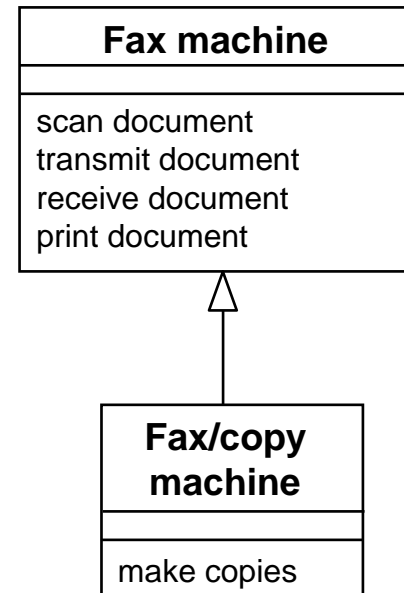 Fax machine
scan document
transmit document
receive document
print document
Fax/copy
machine
make copies